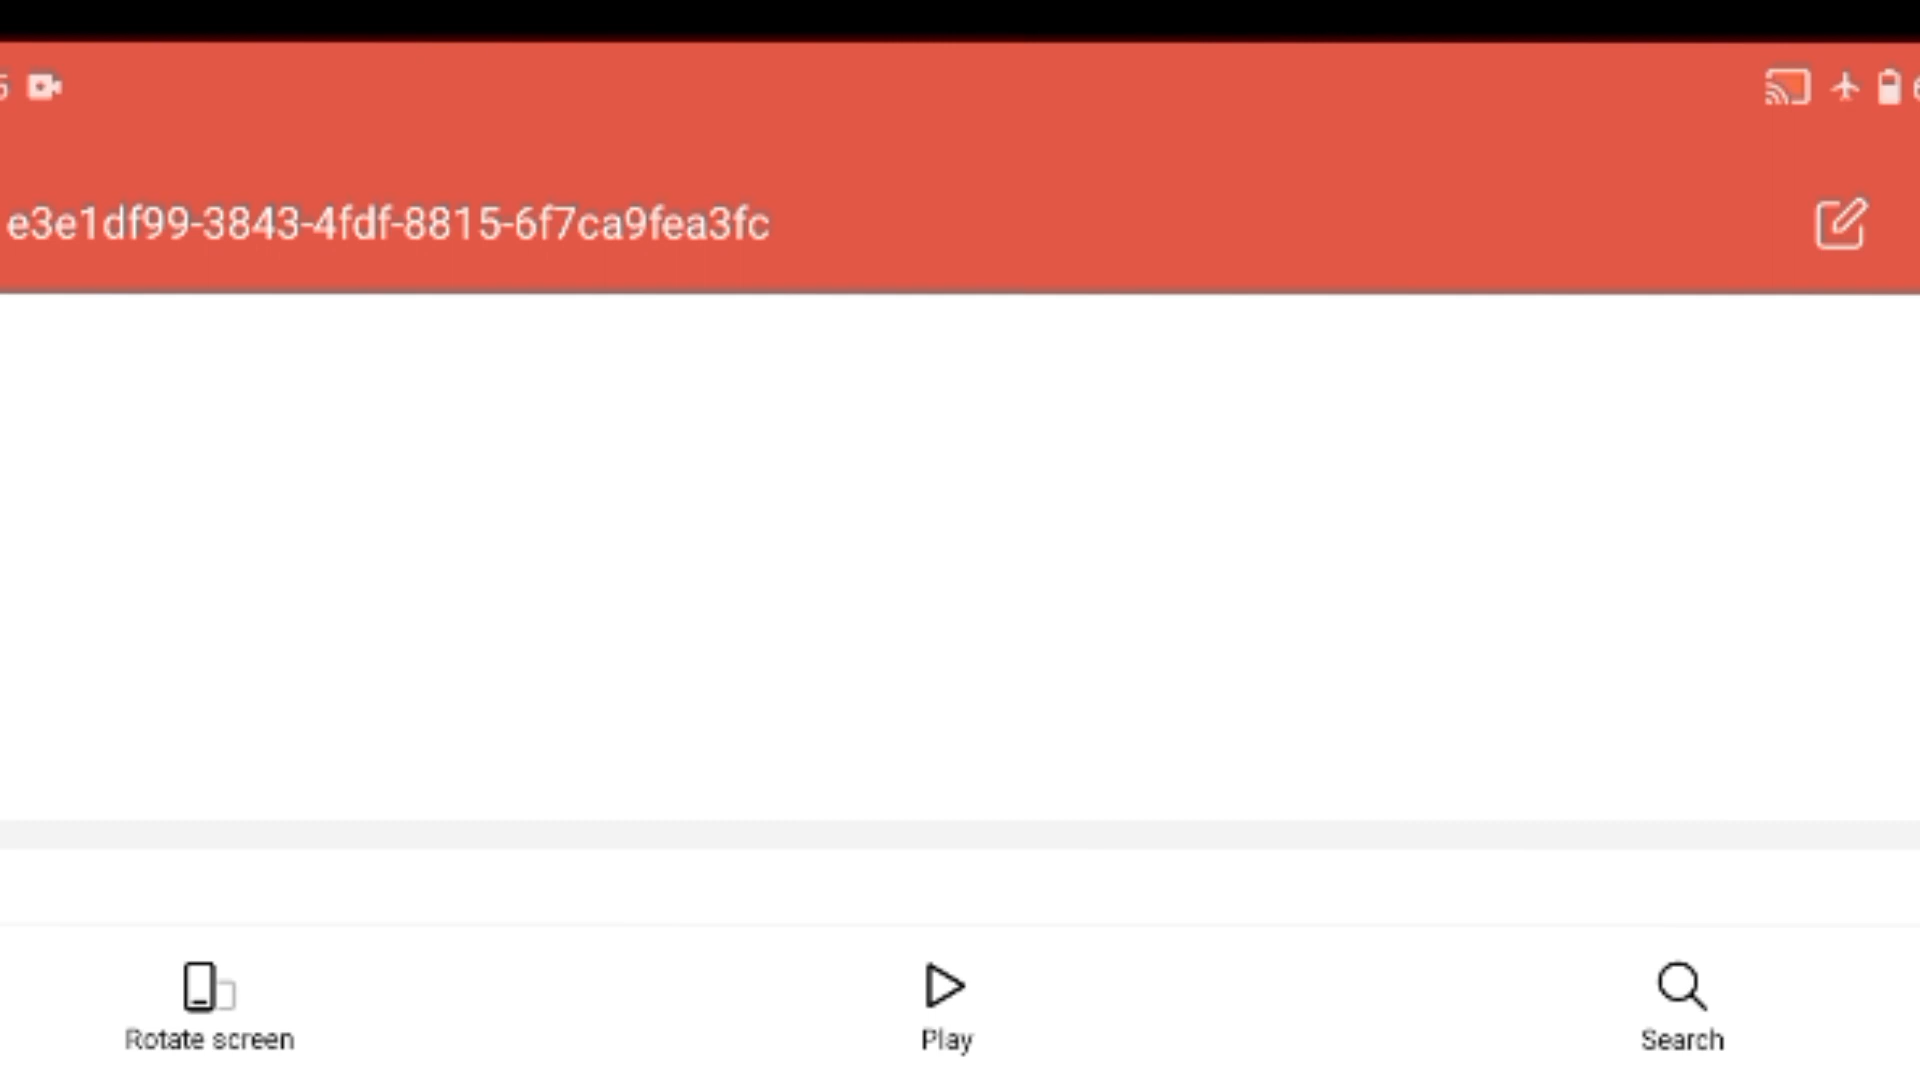 e3e1df99-3843-4fdf-8815-6f7ca9fea3fc
Rotate screen
Play
Search